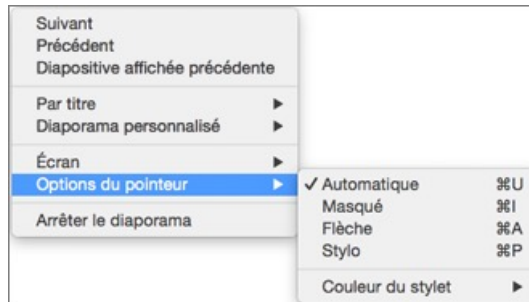 Suivant
Précédent
Diapositive affichée précédente
Par titre
Diaporama personnalisé
Écran
Options du pointeur
Arrêter le diaporama
✓ Automatique ⌘U
Masqué ⌘I
Flèche ⌘A
Stylo ⌘P
Couleur du stylet